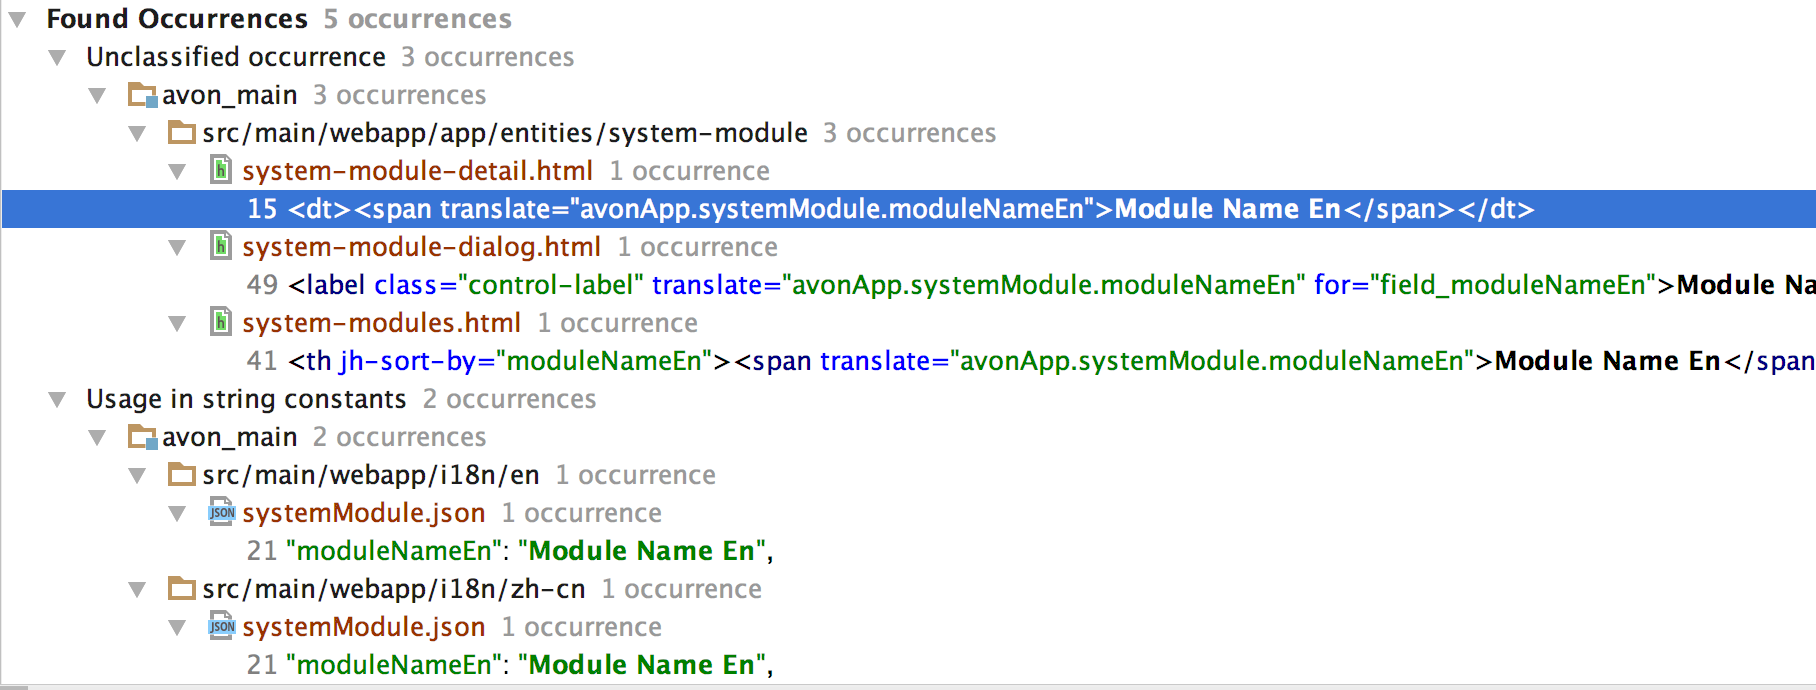 Found Occurrences 5 occurrences
Unclassified occurrence 3 occurrences
avon_main 3 occurrences
src/main/webapp/app/entities/system-module 3 occurrences
h system-module-detail.html 1 occurrence
15 <dt><span translate="avonApp.systemModule.moduleNameEn">Module Name En</span></dt>
h system-module-dialog.html 1 occurrence
49 <label class="control-label" translate="avonApp.systemModule.moduleNameEn" for="field_moduleNameEn">Module Na
h system-modules.html 1 occurrence
41 <th jh-sort-by="moduleNameEn"><span translate="avonApp.systemModule.moduleNameEn">Module Name En</span
Usage in string constants 2 occurrences
avon_main 2 occurrences
src/main/webapp/i18n/en 1 occurrence
JSON systemModule.json 1 occurrence
21 "moduleNameEn": "Module Name En",
src/main/webapp/i18n/zh-cn 1 occurrence
JSON systemModule.json 1 occurrence
21 "moduleNameEn": "Module Name En",